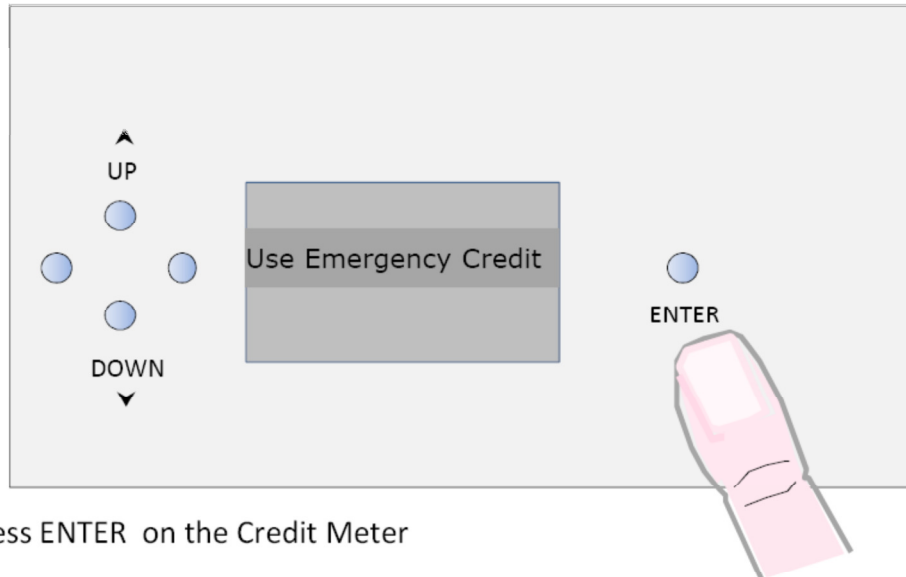 UP
Use Emergency Credit
ENTER
DOWN
ess ENTER on the Credit Meter